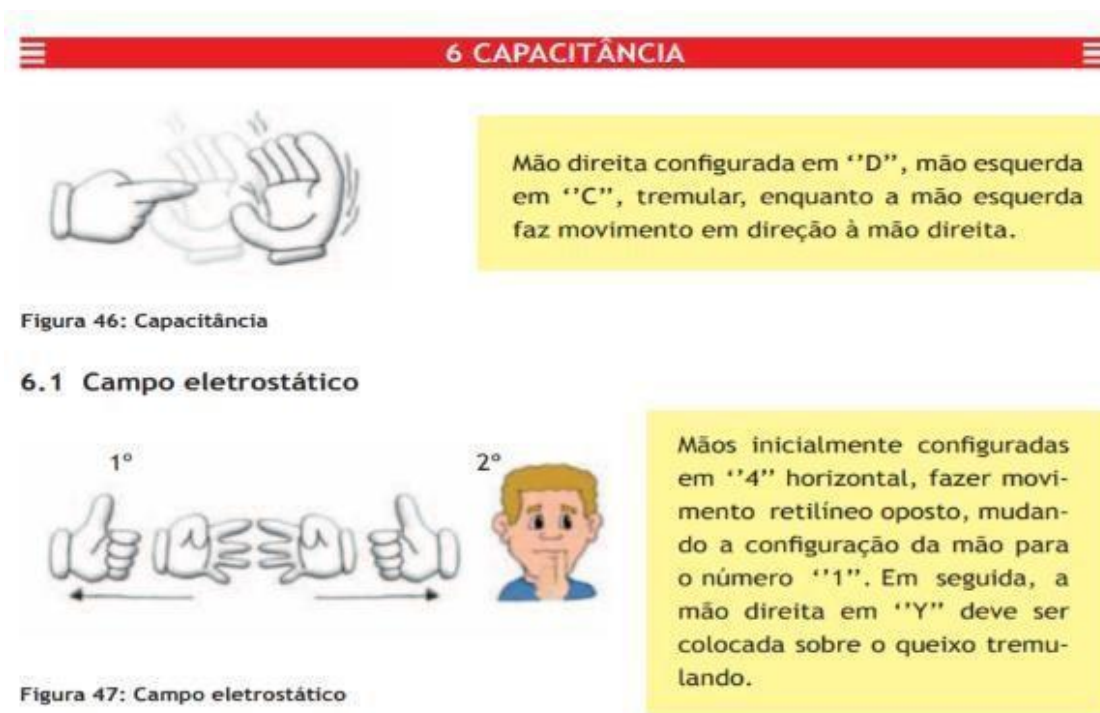 6 CAPACITÂNCIA
Mão direita configurada em ‘’D’’, mão esquerda
em ‘’C’’, tremular, enquanto a mão esquerda
faz movimento em direção à mão direita.
Figura 46: Capacitância
6.1 Campo eletrostático
1º
2º
Mãos inicialmente configuradas
em ‘’4’’ horizontal, fazer movi-
mento retilíneo oposto, mudan-
do a configuração da mão para
o número ‘’1’’. Em seguida, a
mão direita em ‘’Y’’ deve ser
colocada sobre o queixo tremu-
lando.
Figura 47: Campo eletrostático